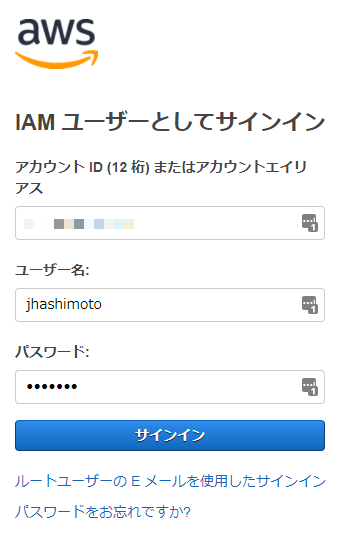 aws
IAM ユーザーとしてサインイン
アカウント ID (12 桁) またはアカウントエイリ
アス
1
ユーザー名:
jhashimoto
1
パスワード:
•••••••
1
サインイン
ルートユーザーの E メールを使用したサインイン
パスワードをお忘れですか?